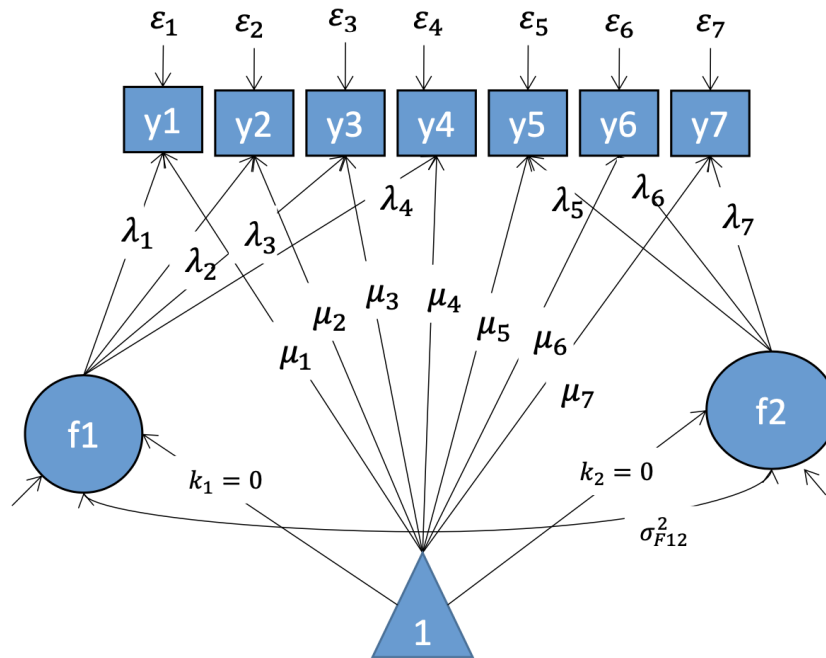 ε₁ ε₂ ε₃ ε₄ ε₅ ε₆ ε₇
y1 y2 y3 y4 y5 y6 y7
λ₁ λ₂ λ₃ λ₄ λ₅ λ₆ λ₇
μ₁ μ₂ μ₃ μ₄ μ₅ μ₆ μ₇
f1 f2
k₁ = 0 k₂ = 0
σ²_F12
1